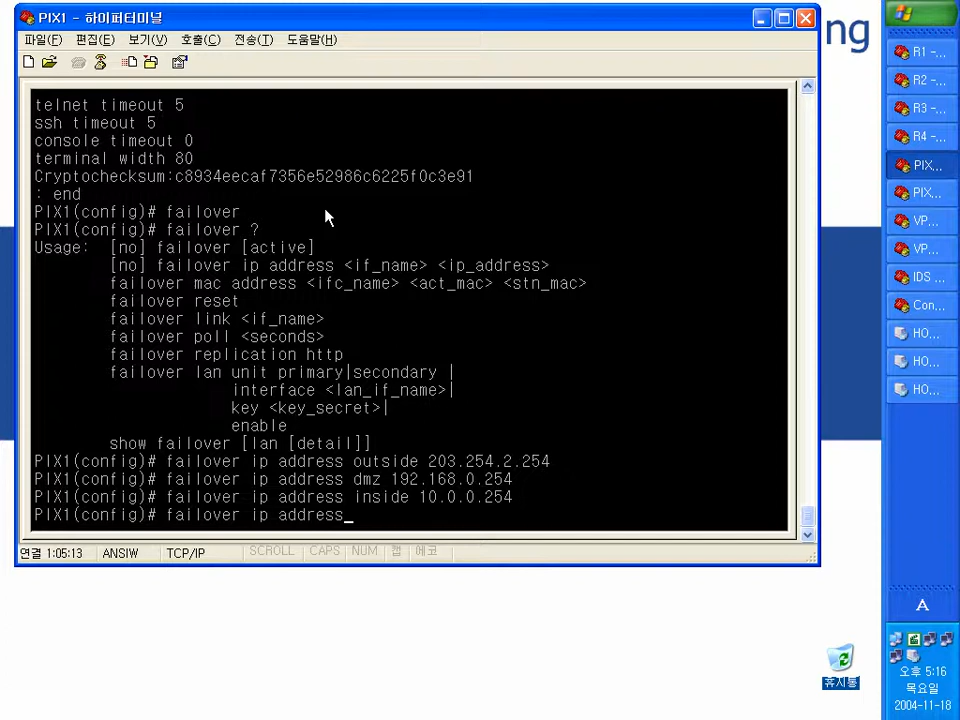 PIX1 - 하이퍼터미널
파일(F) 편집(E) 보기(V) 호출(C) 전송(T) 도움말(H)
ng
telnet timeout 5
ssh timeout 5
console timeout 0
terminal width 80
Cryptochecksum:c8934eecaf7356e52986c6225f0c3e91
: end
PIX1(config)# failover
PIX1(config)# failover ?
Usage: [no] failover [active]
[no] failover ip address <if_name> <ip_address>
failover mac address <ifc_name> <act_mac> <stn_mac>
failover reset
failover link <if_name>
failover poll <seconds>
failover replication http
failover lan unit primary|secondary |
interface <lan_if_name>|
key <key_secret>|
enable
show failover [lan [detail]]
PIX1(config)# failover ip address outside 203.254.2.254
PIX1(config)# failover ip address dmz 192.168.0.254
PIX1(config)# failover ip address inside 10.0.0.254
PIX1(config)# failover ip address_
연결 1:05:13 ANSIW TCP/IP SCROLL CAPS NUM 캡 에코
R1 -...
R2 -...
R3 -...
R4 -...
PIX...
PIX...
VP...
VP...
IDS ...
Con...
HO...
HO...
HO...
A
휴지통
오후 5:16
목요일
2004-11-18